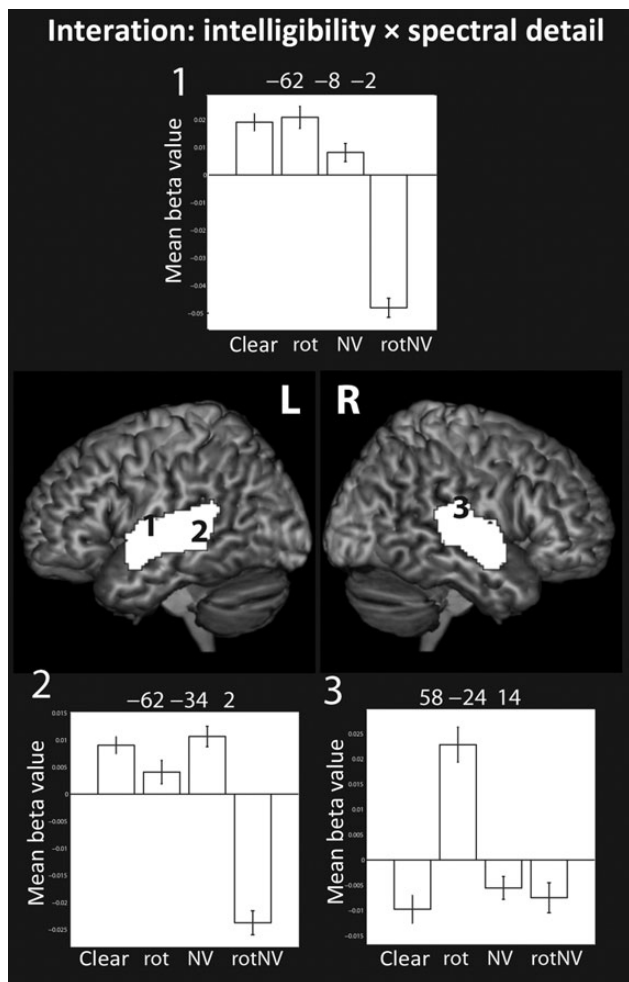 Interation: intelligibility × spectral detail
1
−62 −8 −2
Mean beta value
0.02
0.01
0
−0.01
−0.02
−0.03
−0.04
−0.05
Clear rot NV rotNV
L R
1 2 3
2
−62 −34 2
Mean beta value
0.015
0.01
0.005
0
−0.005
−0.01
−0.015
−0.02
−0.025
Clear rot NV rotNV
3
58 −24 14
Mean beta value
0.025
0.02
0.015
0.01
0.005
0
−0.005
−0.01
−0.015
Clear rot NV rotNV